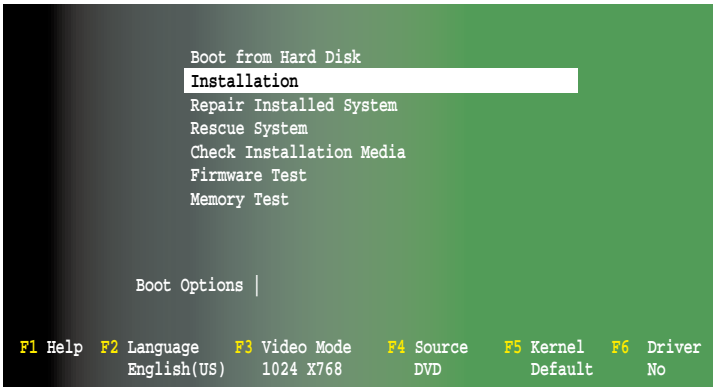 Boot from Hard Disk
Installation
Repair Installed System
Rescue System
Check Installation Media
Firmware Test
Memory Test
Boot Options
F1 Help F2 Language F3 Video Mode F4 Source F5 Kernel F6 Driver
English(US) 1024 X768 DVD Default No